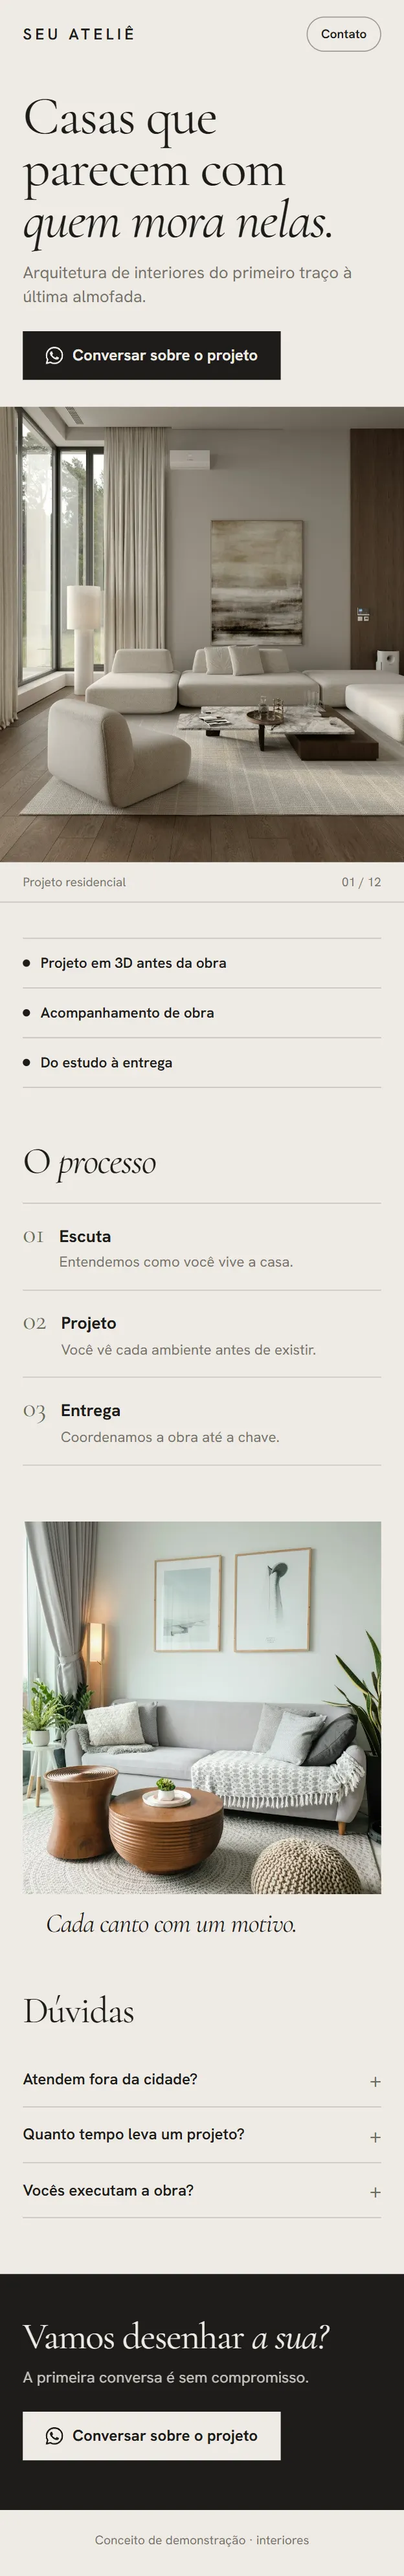 SEU ATELIÊ
Contato
Casas que
parecem com
quem mora nelas.
Arquitetura de interiores do primeiro traço à
última almofada.
Conversar sobre o projeto
Projeto residencial
01 / 12
Projeto em 3D antes da obra
Acompanhamento de obra
Do estudo à entrega
O processo
01 Escuta
Entendemos como você vive a casa.
02 Projeto
Você vê cada ambiente antes de existir.
03 Entrega
Coordenamos a obra até a chave.
Cada canto com um motivo.
Dúvidas
Atendem fora da cidade? +
Quanto tempo leva um projeto? +
Vocês executam a obra? +
Vamos desenhar a sua?
A primeira conversa é sem compromisso.
Conversar sobre o projeto
Conceito de demonstração · interiores